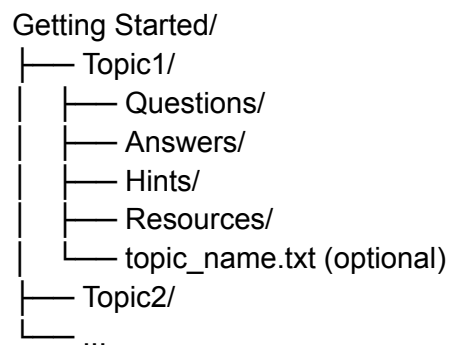 Getting Started/
├── Topic1/
│   ├── Questions/
│   ├── Answers/
│   ├── Hints/
│   ├── Resources/
│   └── topic_name.txt (optional)
├── Topic2/
└── ...